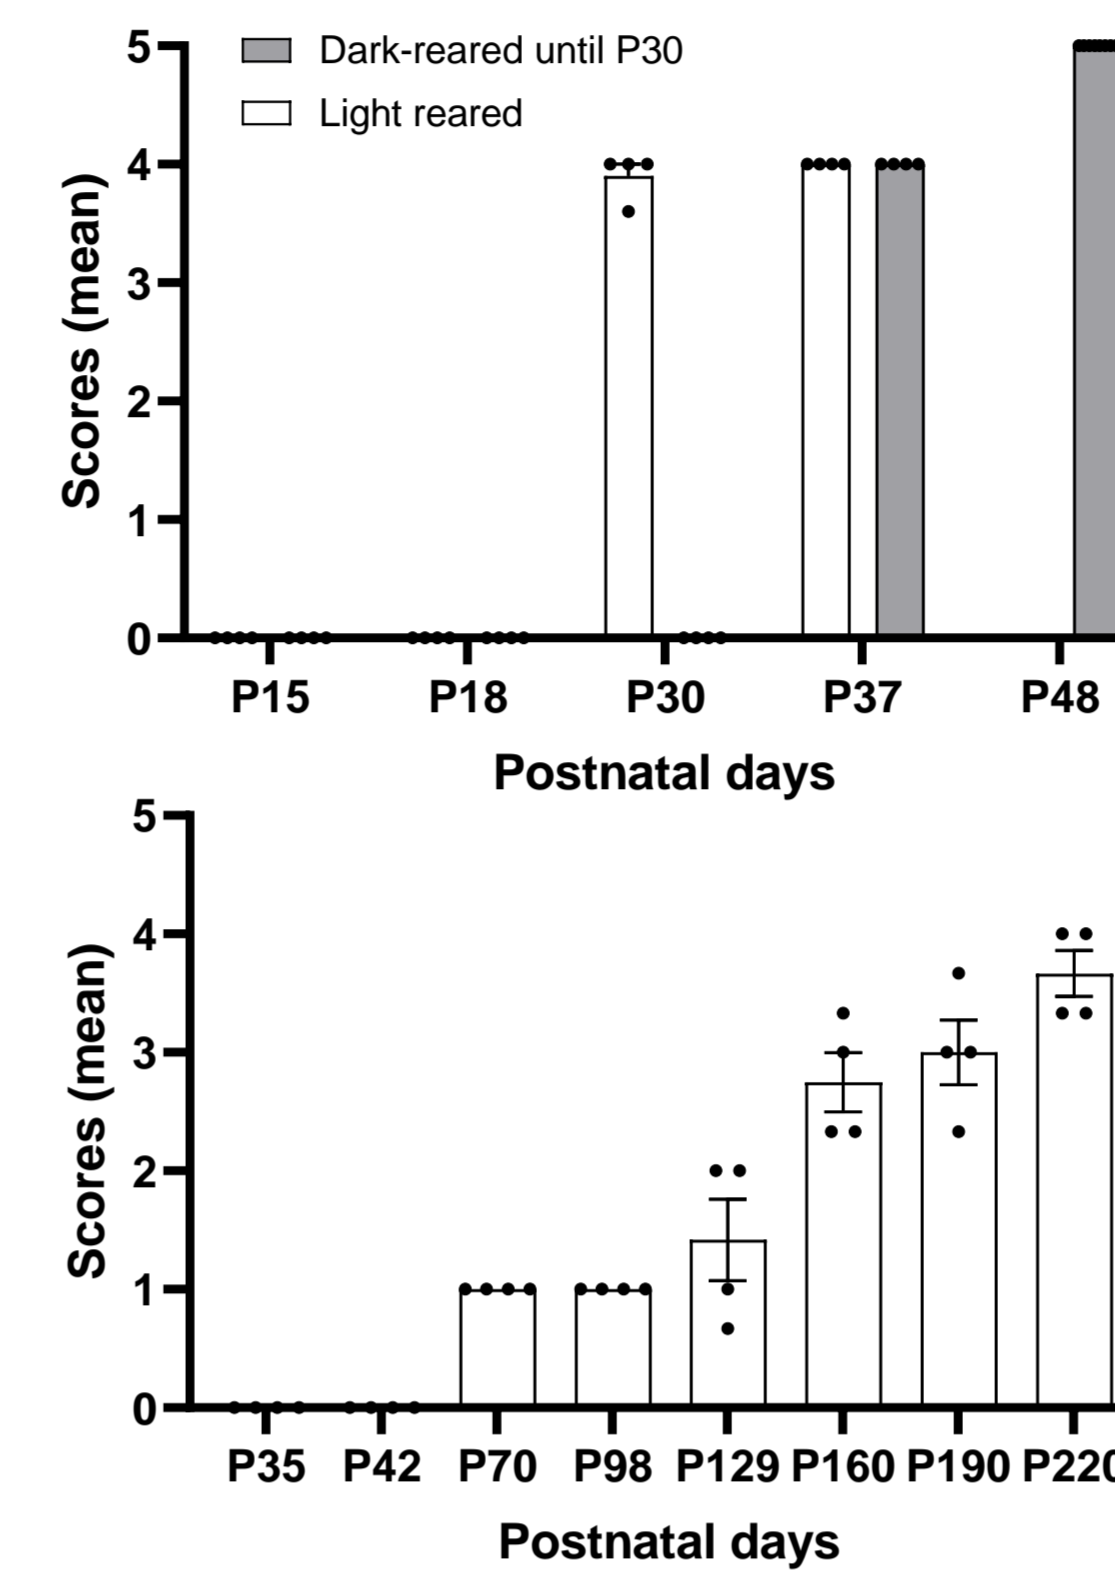 5
Dark-reared until P30
Light reared
4
3
2
1
0
Scores (mean)
P15 P18 P30 P37 P48
Postnatal days
5
4
3
2
1
0
Scores (mean)
P35 P42 P70 P98 P129 P160 P190 P220
Postnatal days